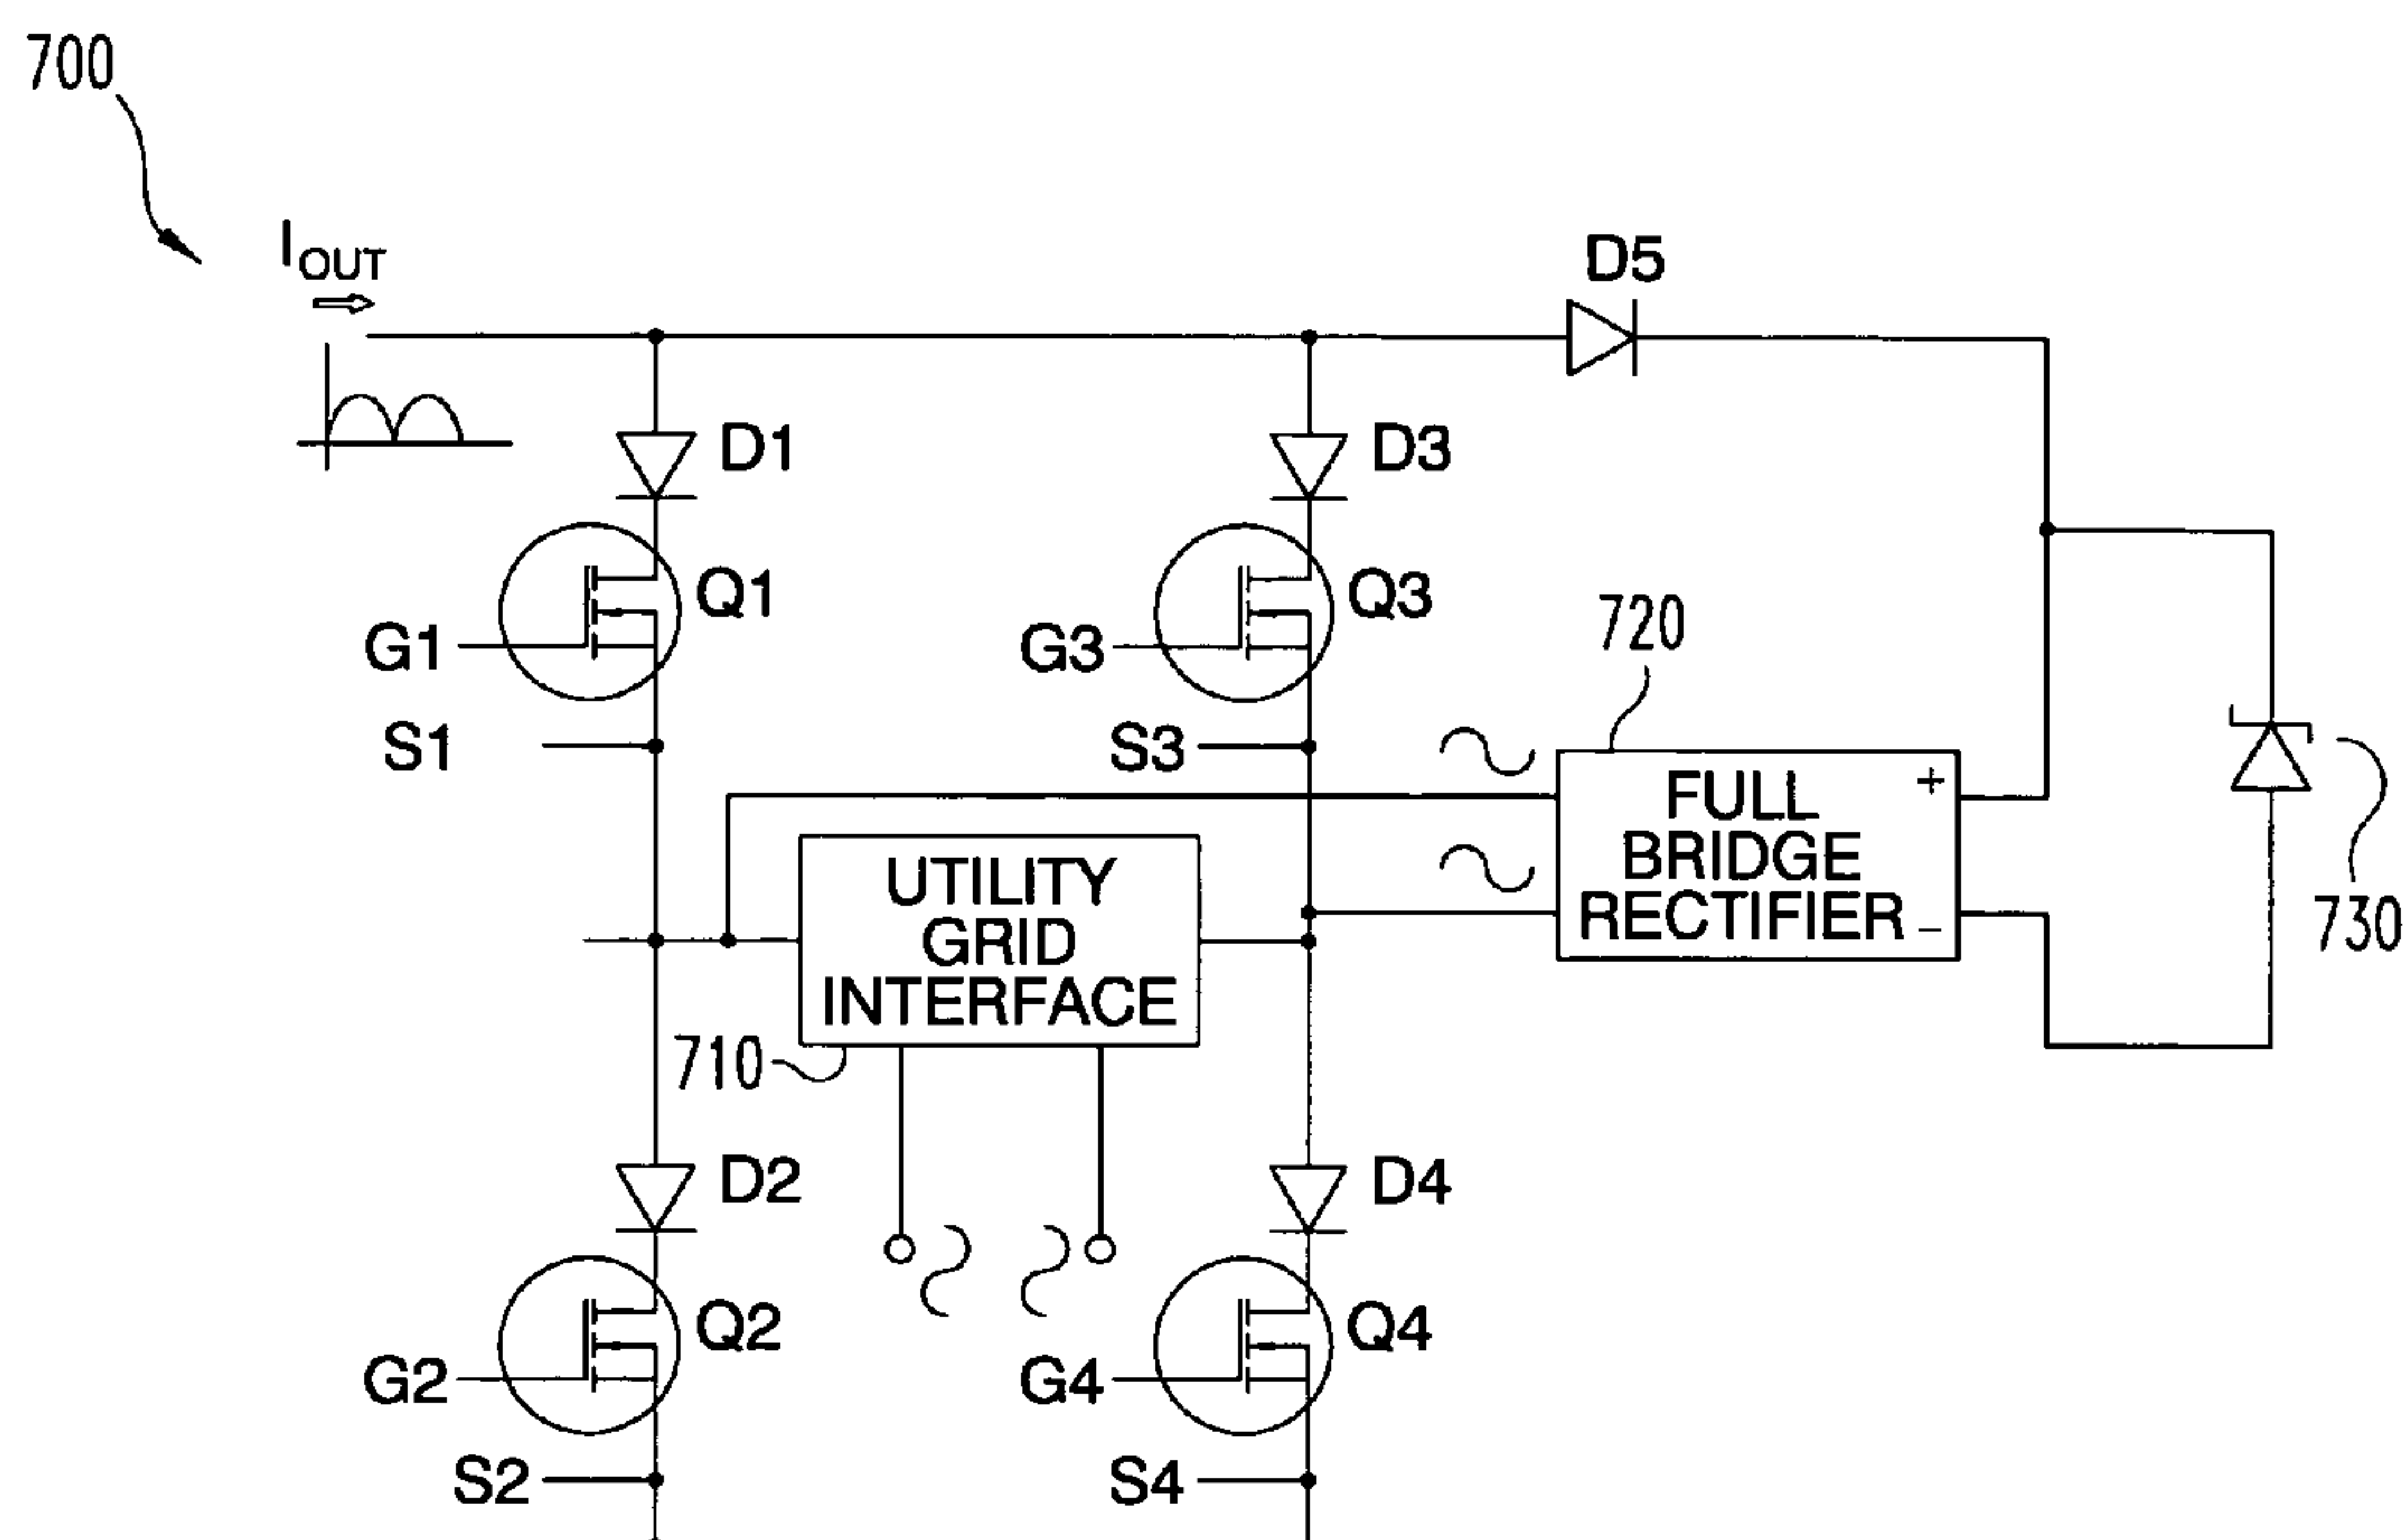 700
IOUT
D5
D1
D3
Q1
Q3
G1
G3
720
S1
S3
FULL BRIDGE RECTIFIER
+
−
UTILITY GRID INTERFACE
730
710
D2
D4
Q2
Q4
G2
G4
S2
S4